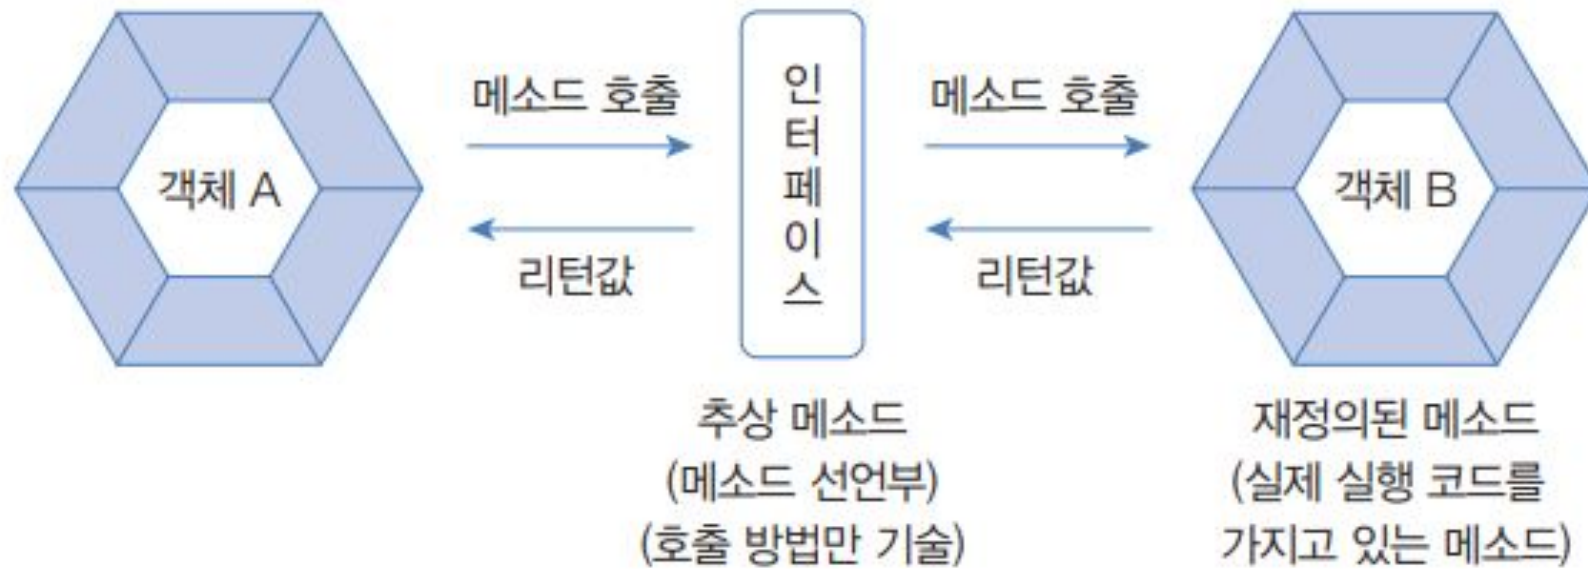 객체 A
메소드 호출
리턴값
인터페이스
메소드 호출
리턴값
객체 B
추상 메소드
(메소드 선언부)
(호출 방법만 기술)
재정의된 메소드
(실제 실행 코드를
가지고 있는 메소드)